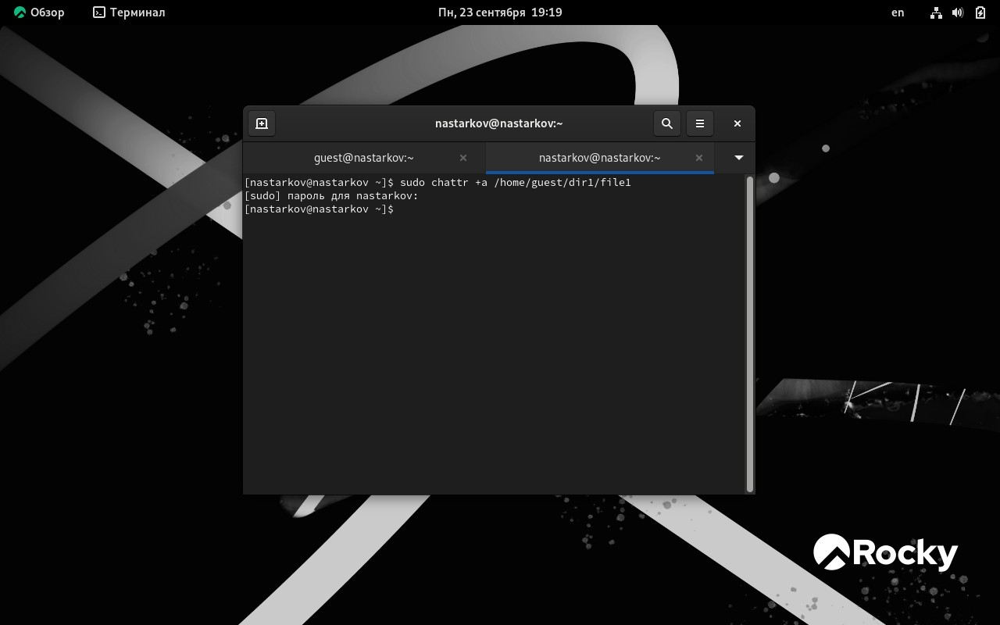 Обзор
Терминал
Пн, 23 сентября 19:19
en
nastarkov@nastarkov:~
guest@nastarkov:~
nastarkov@nastarkov:~
[nastarkov@nastarkov ~]$ sudo chattr +a /home/guest/dir1/file1
[sudo] пароль для nastarkov:
[nastarkov@nastarkov ~]$
Rocky